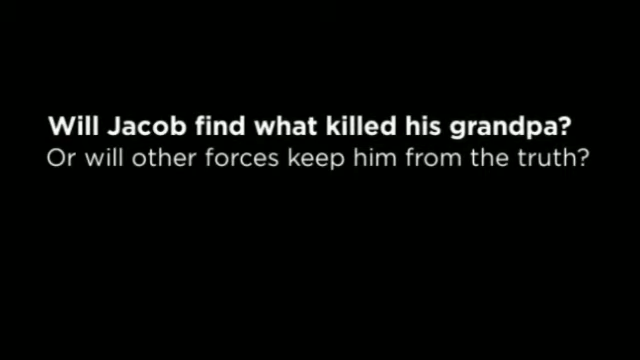 Will Jacob find what killed his grandpa?
Or will other forces keep him from the truth?